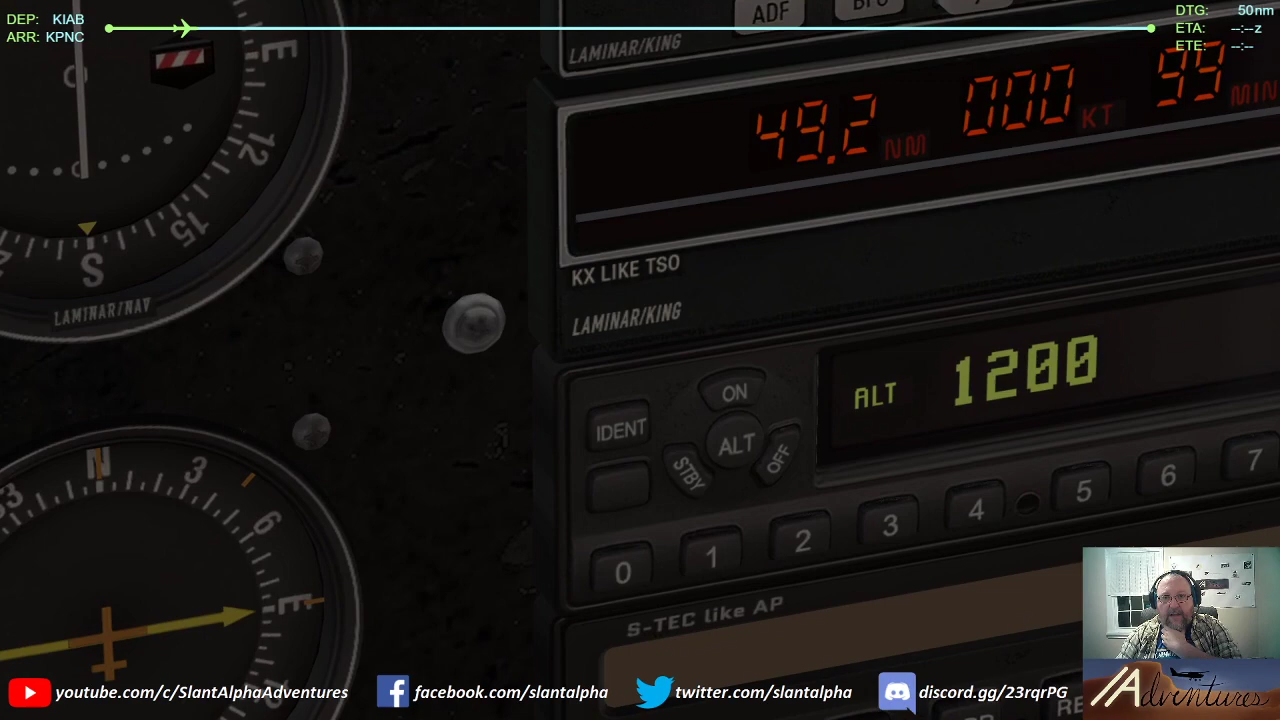 DEP: KIAB
ARR: KPNC
DTG: 50nm
ETA: --:--z
ETE: --:--
ADF
LAMINAR/KING
49.2 NM 000 KT 99 MIN
KX LIKE TSO
LAMINAR/KING
E
12
15
S
LAMINAR/NAV
IDENT
ON
ALT
STBY
OFF
ALT 1200
0 1 2 3 4 5 6 7
33 N 3 6 E 12
S-TEC like AP
youtube.com/c/SlantAlphaAdventures
facebook.com/slantalpha
twitter.com/slantalpha
discord.gg/23rqrPG
Adventures